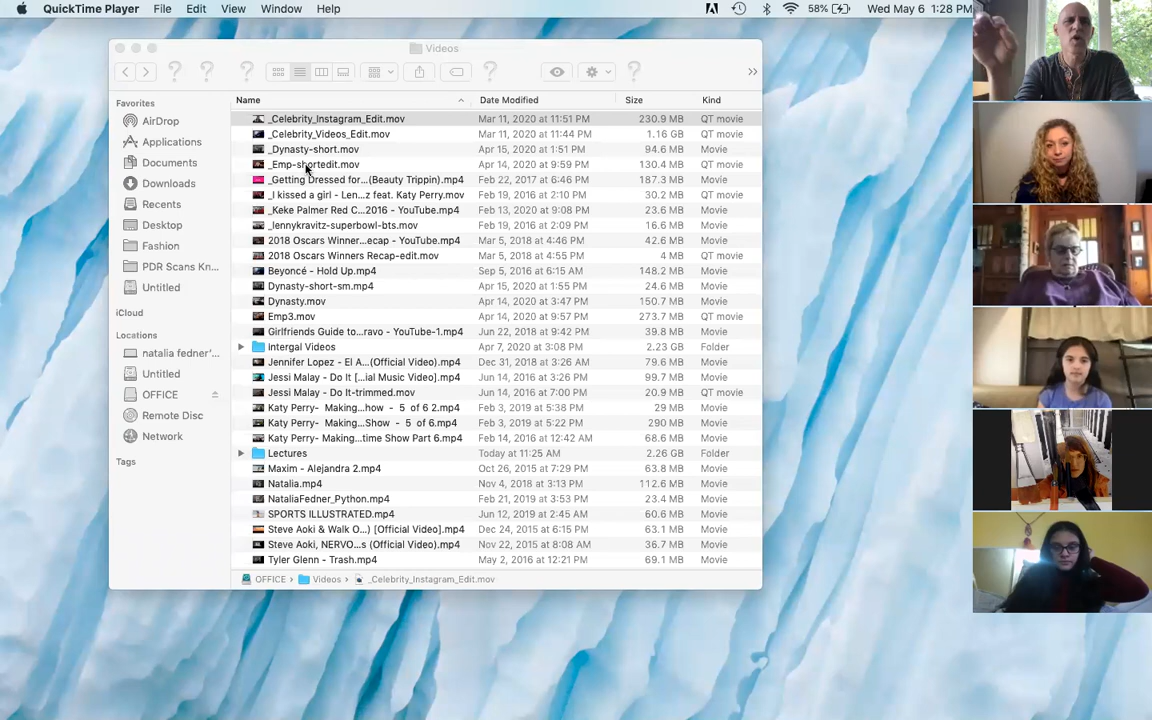 QuickTime Player File Edit View Window Help 58% Wed May 6 1:28 PM
Videos
Favorites
AirDrop
Applications
Documents
Downloads
Recents
Desktop
Fashion
PDR Scans Kn...
Untitled
iCloud
Locations
natalia fedner'...
Untitled
OFFICE
Remote Disc
Network
Tags
Name Date Modified Size Kind
_Celebrity_Instagram_Edit.mov Mar 11, 2020 at 11:51 PM 230.9 MB QT movie
_Celebrity_Videos_Edit.mov Mar 11, 2020 at 11:44 PM 1.16 GB QT movie
_Dynasty-short.mov Apr 15, 2020 at 1:51 PM 94.6 MB QT movie
_Emp-shortedit.mov Apr 14, 2020 at 9:59 PM 130.4 MB QT movie
_Getting Dressed for...(Beauty Trippin).mp4 Feb 22, 2017 at 6:46 PM 187.3 MB Movie
_I kissed a girl - Len...z feat. Katy Perry.mov Feb 19, 2016 at 2:10 PM 30.2 MB QT movie
_Keke Palmer Red C...2016 - YouTube.mp4 Feb 13, 2020 at 9:08 PM 23.6 MB Movie
_lennykravitz-superbowl-bts.mov Feb 19, 2016 at 2:09 PM 16.6 MB QT movie
2018 Oscars Winner...ecap - YouTube.mp4 Mar 5, 2018 at 4:46 PM 42.6 MB Movie
2018 Oscars Winners Recap-edit.mov Mar 5, 2018 at 4:55 PM 4 MB QT movie
Beyoncé - Hold Up.mp4 Sep 5, 2016 at 6:15 AM 148.2 MB Movie
Dynasty-short-sm.mp4 Apr 15, 2020 at 1:55 PM 24.6 MB Movie
Dynasty.mov Apr 14, 2020 at 3:47 PM 150.7 MB QT movie
Emp3.mov Apr 14, 2020 at 9:57 PM 273.7 MB QT movie
Girlfriends Guide to...ravo - YouTube-1.mp4 Jun 22, 2018 at 9:42 PM 39.8 MB Movie
Intergal Videos Apr 7, 2020 at 3:08 PM 2.23 GB Folder
Jennifer Lopez - El A...(Official Video).mp4 Dec 31, 2018 at 3:26 AM 79.6 MB Movie
Jessi Malay - Do It [...ial Music Video].mp4 Jun 14, 2016 at 3:26 PM 99.7 MB Movie
Jessi Malay - Do It-trimmed.mov Jun 14, 2016 at 7:00 PM 20.9 MB QT movie
Katy Perry- Making...how - 5 of 6 2.mp4 Feb 3, 2019 at 5:38 PM 29 MB Movie
Katy Perry- Making...Show - 5 of 6.mp4 Feb 3, 2019 at 5:22 PM 290 MB Movie
Katy Perry- Making...time Show Part 6.mp4 Feb 14, 2016 at 12:42 AM 68.6 MB Movie
Lectures Today at 11:25 AM 2.26 GB Folder
Maxim - Alejandra 2.mp4 Oct 26, 2015 at 7:29 PM 63.8 MB Movie
Natalia.mp4 Nov 4, 2018 at 3:13 PM 112.6 MB Movie
NataliaFedner_Python.mp4 Feb 21, 2019 at 3:53 PM 23.4 MB Movie
SPORTS ILLUSTRATED.mp4 Jun 12, 2019 at 2:45 AM 60.6 MB Movie
Steve Aoki & Walk O...) [Official Video].mp4 Dec 24, 2015 at 6:15 PM 63.1 MB Movie
Steve Aoki, NERVO...s (Official Video).mp4 Nov 22, 2015 at 8:08 AM 36.7 MB Movie
Tyler Glenn - Trash.mp4 May 2, 2016 at 12:21 PM 69.1 MB Movie
OFFICE › Videos › _Celebrity_Instagram_Edit.mov